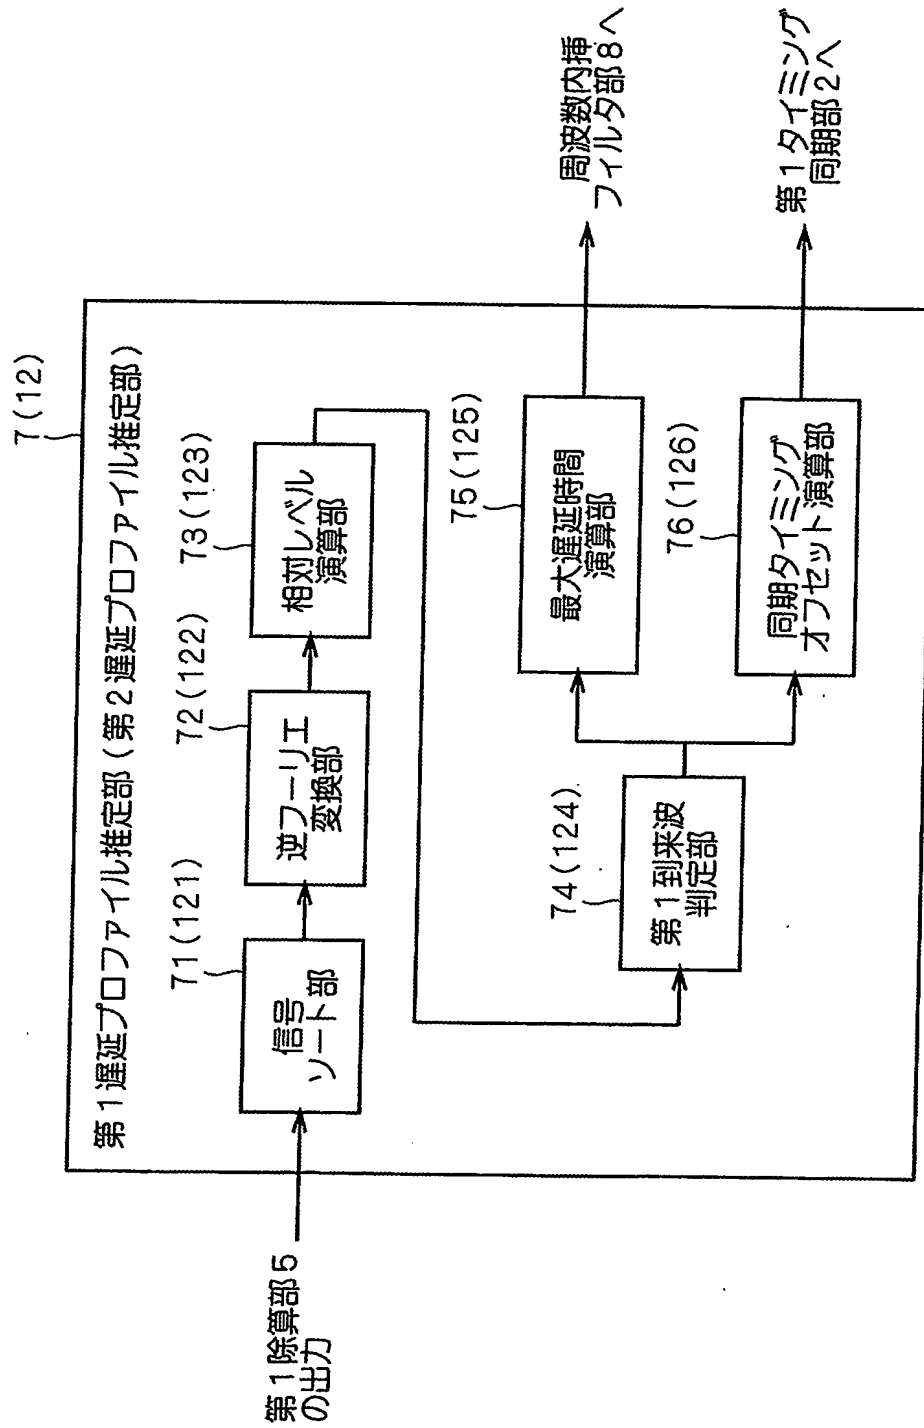 7(12)
第1遅延プロファイル推定部(第2遅延プロファイル推定部)
第1除算部5
の出力
71(121)
信号
ソート部
72(122)
逆フーリエ
変換部
73(123)
相対レベル
演算部
74(124)
第1到来波
判定部
75(125)
最大遅延時間
演算部
76(126)
同期タイミング
オフセット演算部
周波数内挿
フィルタ部8へ
第1タイミング
同期部2へ